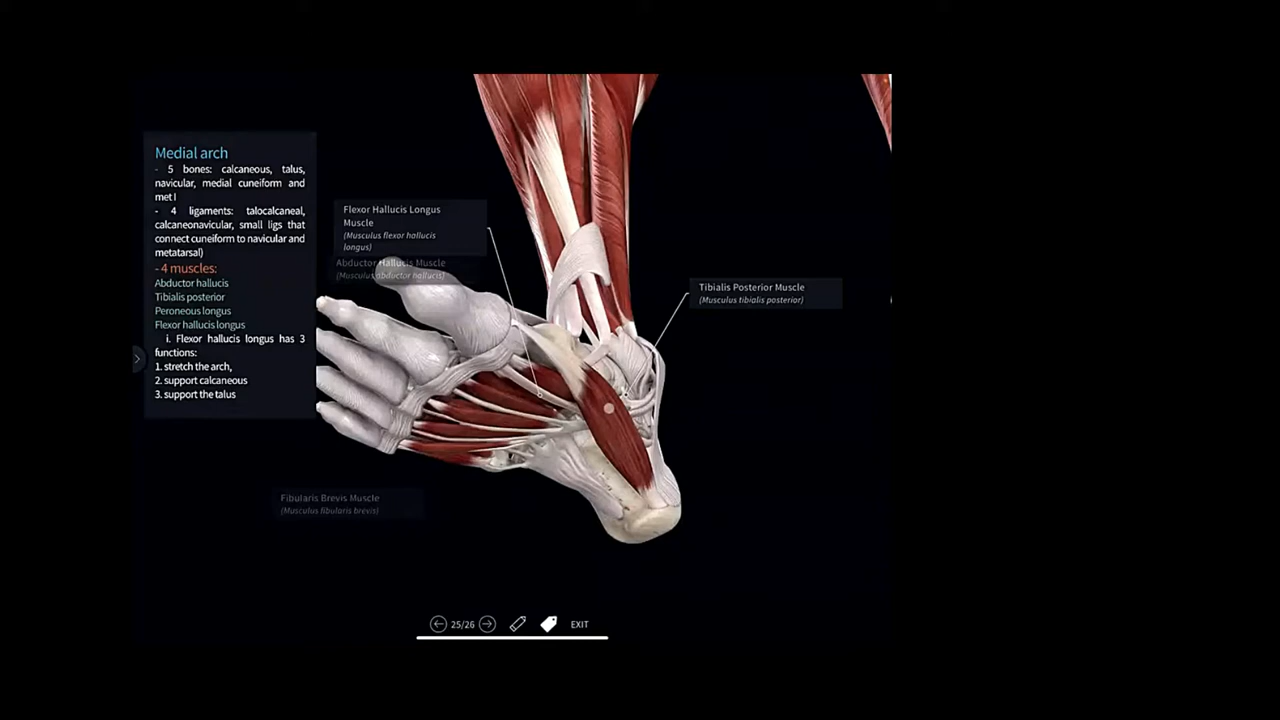 Medial arch
- 5 bones: calcaneous, talus,
navicular, medial cuneiform and
met I
- 4 ligaments: talocalcaneal,
calcaneonavicular, small ligs that
connect cuneiform to navicular and
metatarsal)
- 4 muscles:
Abductor hallucis
Tibialis posterior
Peroneous longus
Flexor hallucis longus
i. Flexor hallucis longus has 3
functions:
1. stretch the arch,
2. support calcaneous
3. support the talus
Flexor Hallucis Longus
Muscle
(Musculus flexor hallucis
longus)
Abductor Hallucis Muscle
(Musculus abductor hallucis)
Tibialis Posterior Muscle
(Musculus tibialis posterior)
Fibularis Brevis Muscle
(Musculus fibularis brevis)
25/26
EXIT